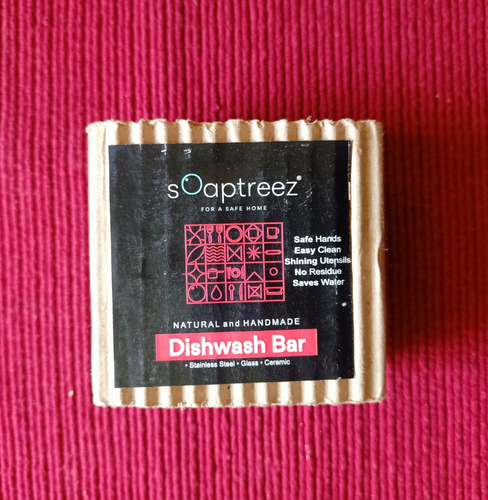 sOaptreez®
FOR A SAFE HOME
Safe Hands
Easy Clean
Shining Utensils
No Residue
Saves Water
NATURAL and HANDMADE
Dishwash Bar
• Stainless Steel • Glass • Ceramic